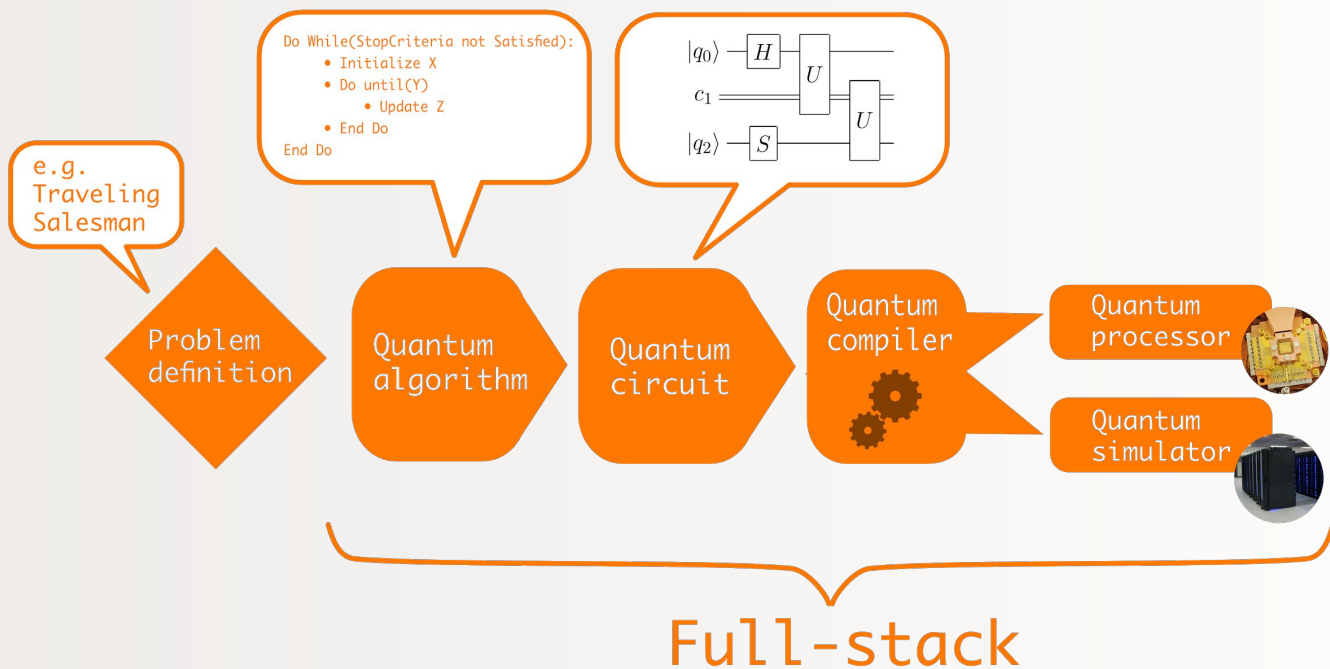 Do While(StopCriteria not Satisfied):
• Initialize X
• Do until(Y)
• Update Z
• End Do
End Do
|q₀⟩ H
U
c₁
U
|q₂⟩ S
e.g.
Traveling
Salesman
Problem
definition
Quantum
algorithm
Quantum
circuit
Quantum
compiler
Quantum
processor
Quantum
simulator
Full-stack